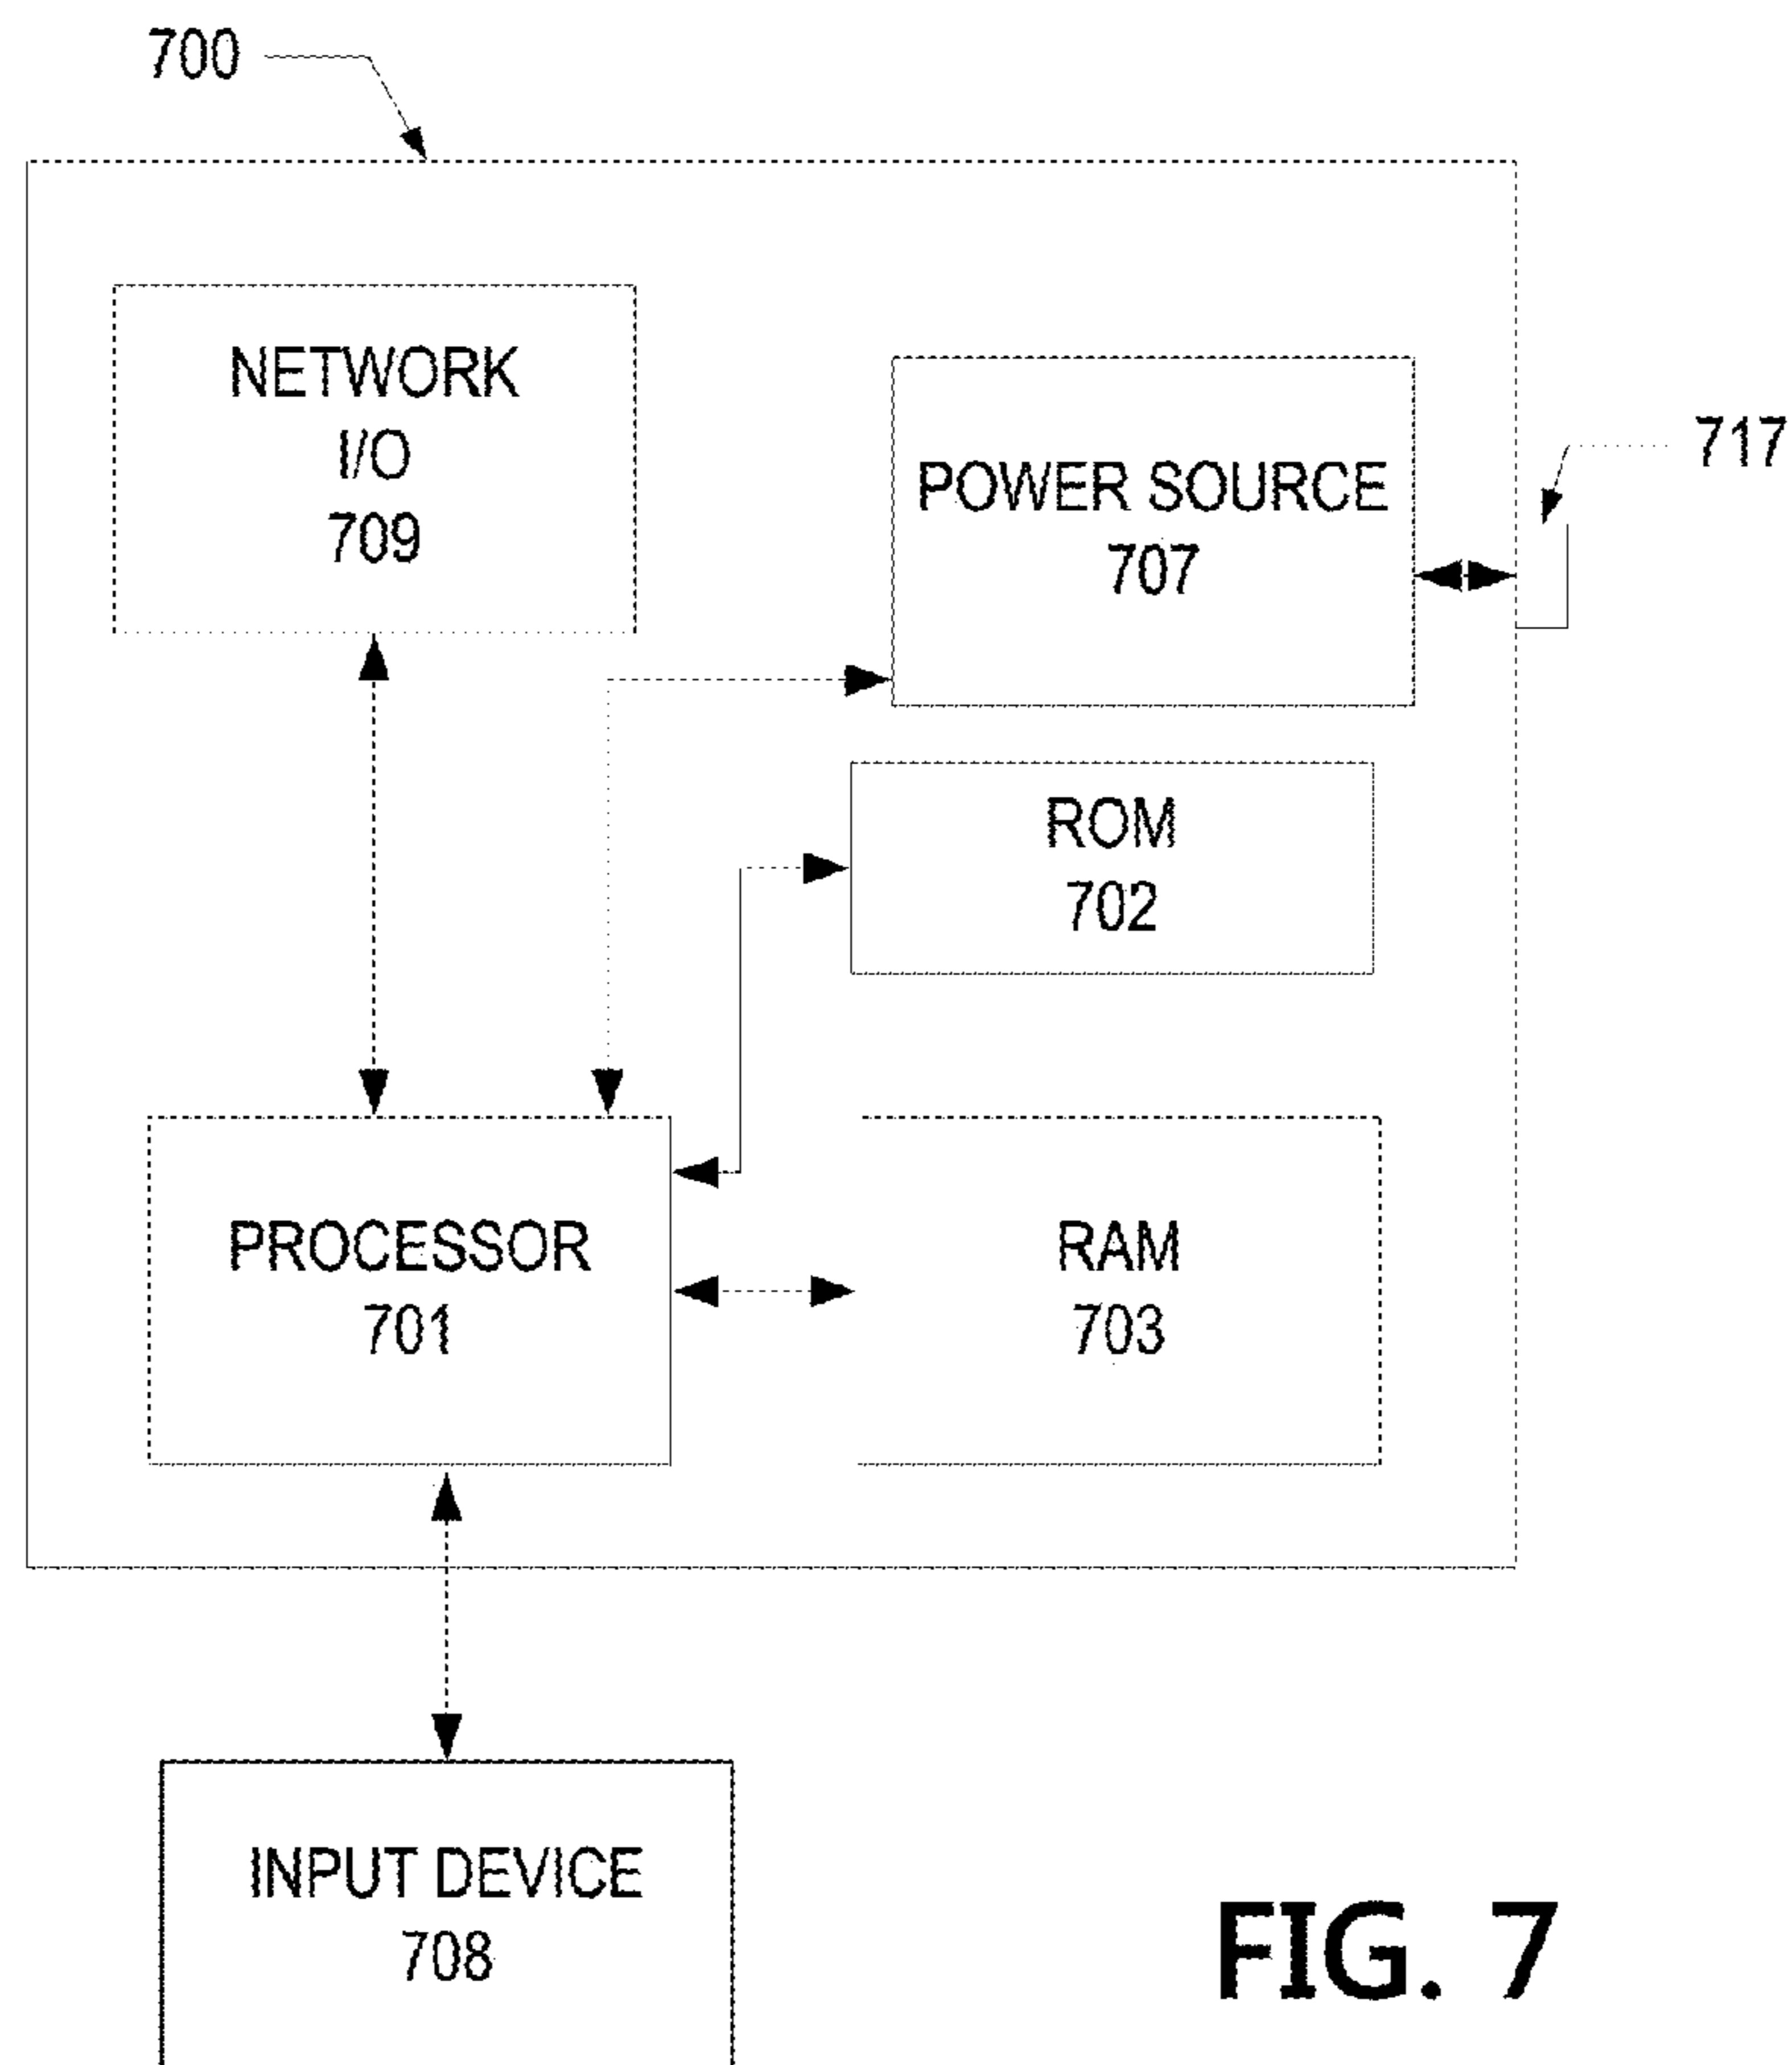 700
NETWORK
I/O
709
POWER SOURCE
707
717
ROM
702
PROCESSOR
701
RAM
703
INPUT DEVICE
708
FIG. 7